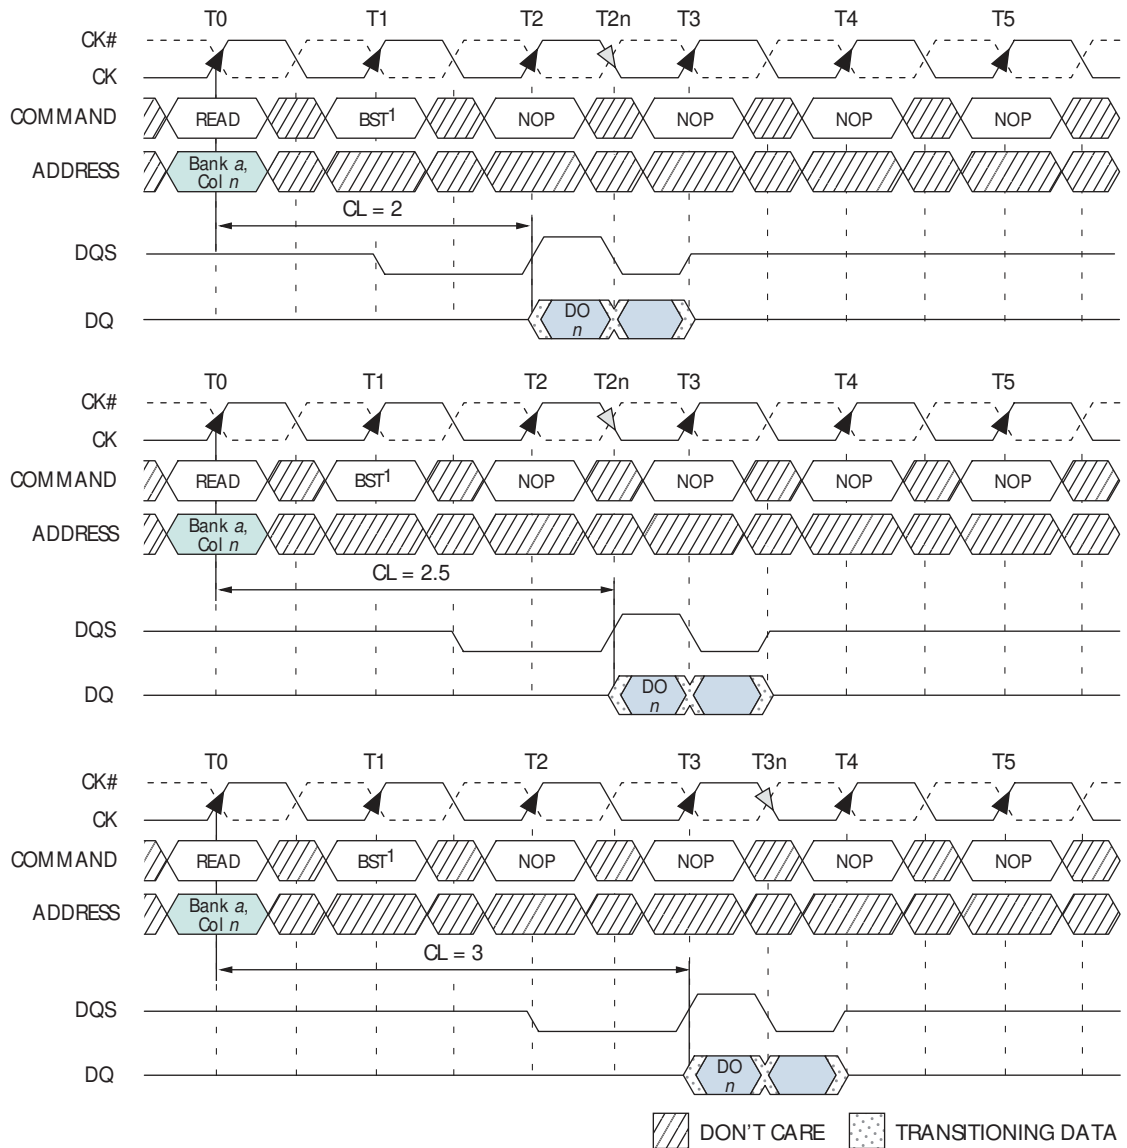 T0 T1 T2 T2n T3 T4 T5
CK#
CK
COMMAND READ BST1 NOP NOP NOP NOP
ADDRESS Bank a,
Col n
CL = 2
DQS
DQ DO
n
T0 T1 T2 T2n T3 T4 T5
CK#
CK
COMMAND READ BST1 NOP NOP NOP NOP
ADDRESS Bank a,
Col n
CL = 2.5
DQS
DQ DO
n
T0 T1 T2 T3 T3n T4 T5
CK#
CK
COMMAND READ BST1 NOP NOP NOP NOP
ADDRESS Bank a,
Col n
CL = 3
DQS
DQ DO
n
DON'T CARE TRANSITIONING DATA